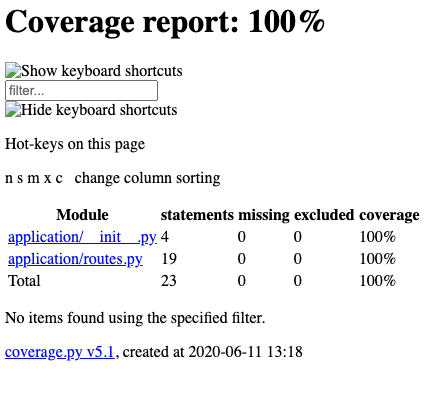 Coverage report: 100%
Show keyboard shortcuts
filter...
Hide keyboard shortcuts
Hot-keys on this page
n s m x c   change column sorting
Module statements missing excluded coverage
application/__init__.py 4 0 0 100%
application/routes.py 19 0 0 100%
Total 23 0 0 100%
No items found using the specified filter.
coverage.py v5.1, created at 2020-06-11 13:18